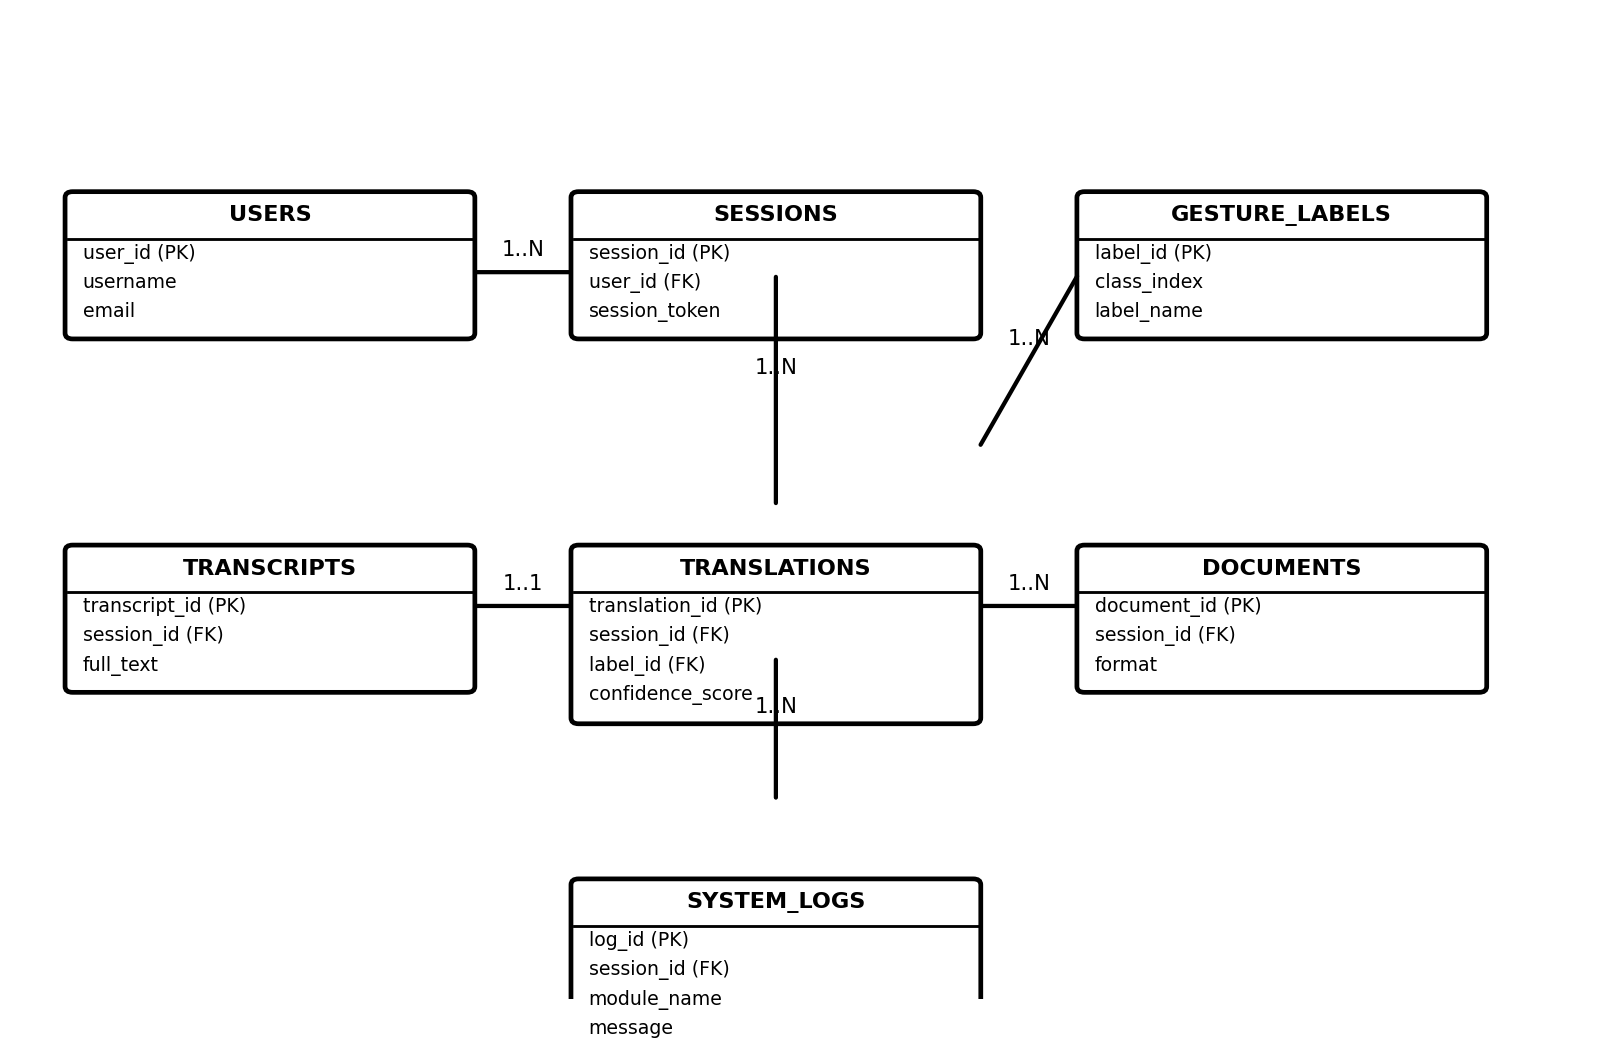 USERS
user_id (PK)
username
email
1..N
SESSIONS
session_id (PK)
user_id (FK)
session_token
1..N
GESTURE_LABELS
label_id (PK)
class_index
label_name
1..N
TRANSCRIPTS
transcript_id (PK)
session_id (FK)
full_text
1..1
TRANSLATIONS
translation_id (PK)
session_id (FK)
label_id (FK)
confidence_score
1..N
1..N
DOCUMENTS
document_id (PK)
session_id (FK)
format
SYSTEM_LOGS
log_id (PK)
session_id (FK)
module_name
message